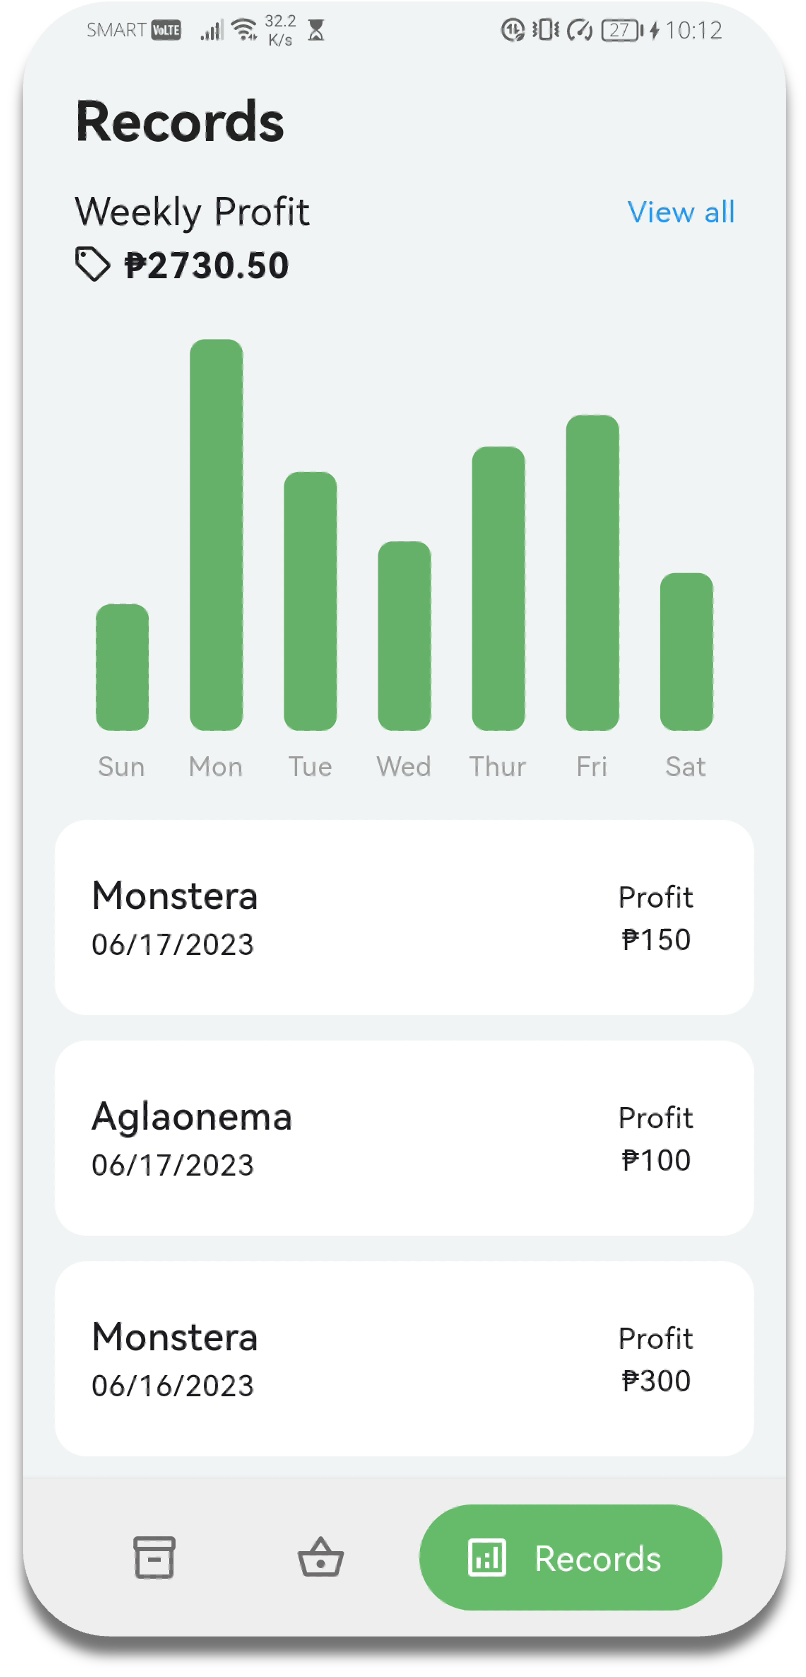 SMART VoLTE 32.2 K/s 27 10:12
Records
Weekly Profit View all
₱2730.50
Sun Mon Tue Wed Thur Fri Sat
Monstera Profit
06/17/2023 ₱150
Aglaonema Profit
06/17/2023 ₱100
Monstera Profit
06/16/2023 ₱300
Records